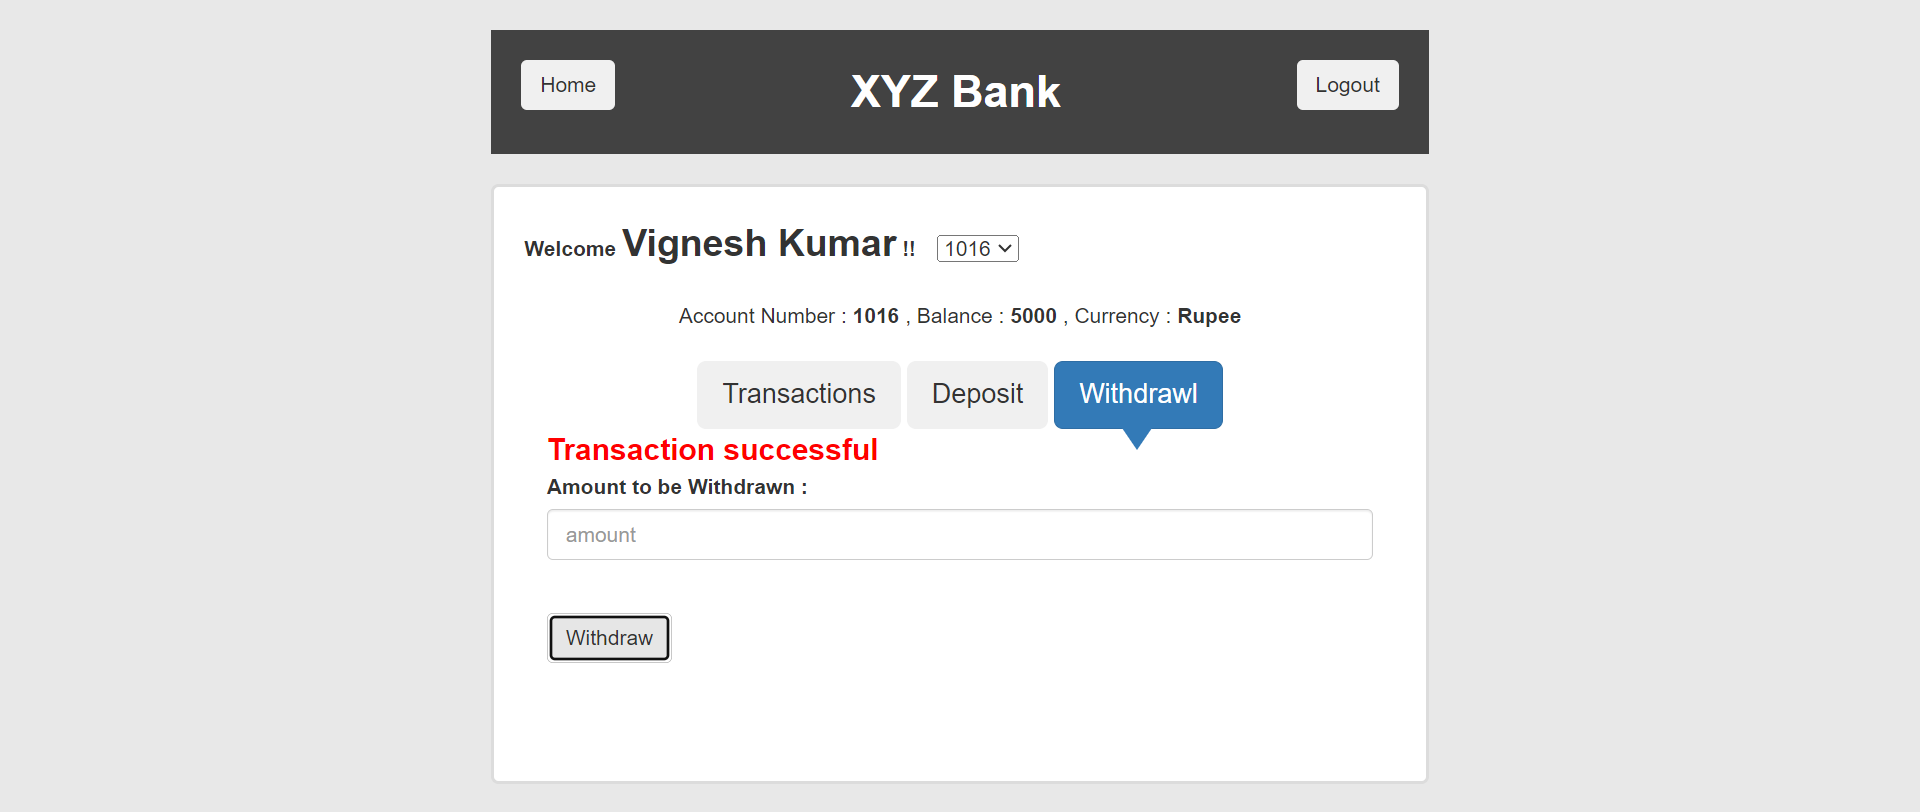 Home XYZ Bank Logout
Welcome Vignesh Kumar !! 1016
Account Number : 1016 , Balance : 5000 , Currency : Rupee
Transactions Deposit Withdrawl
Transaction successful
Amount to be Withdrawn :
amount
Withdraw